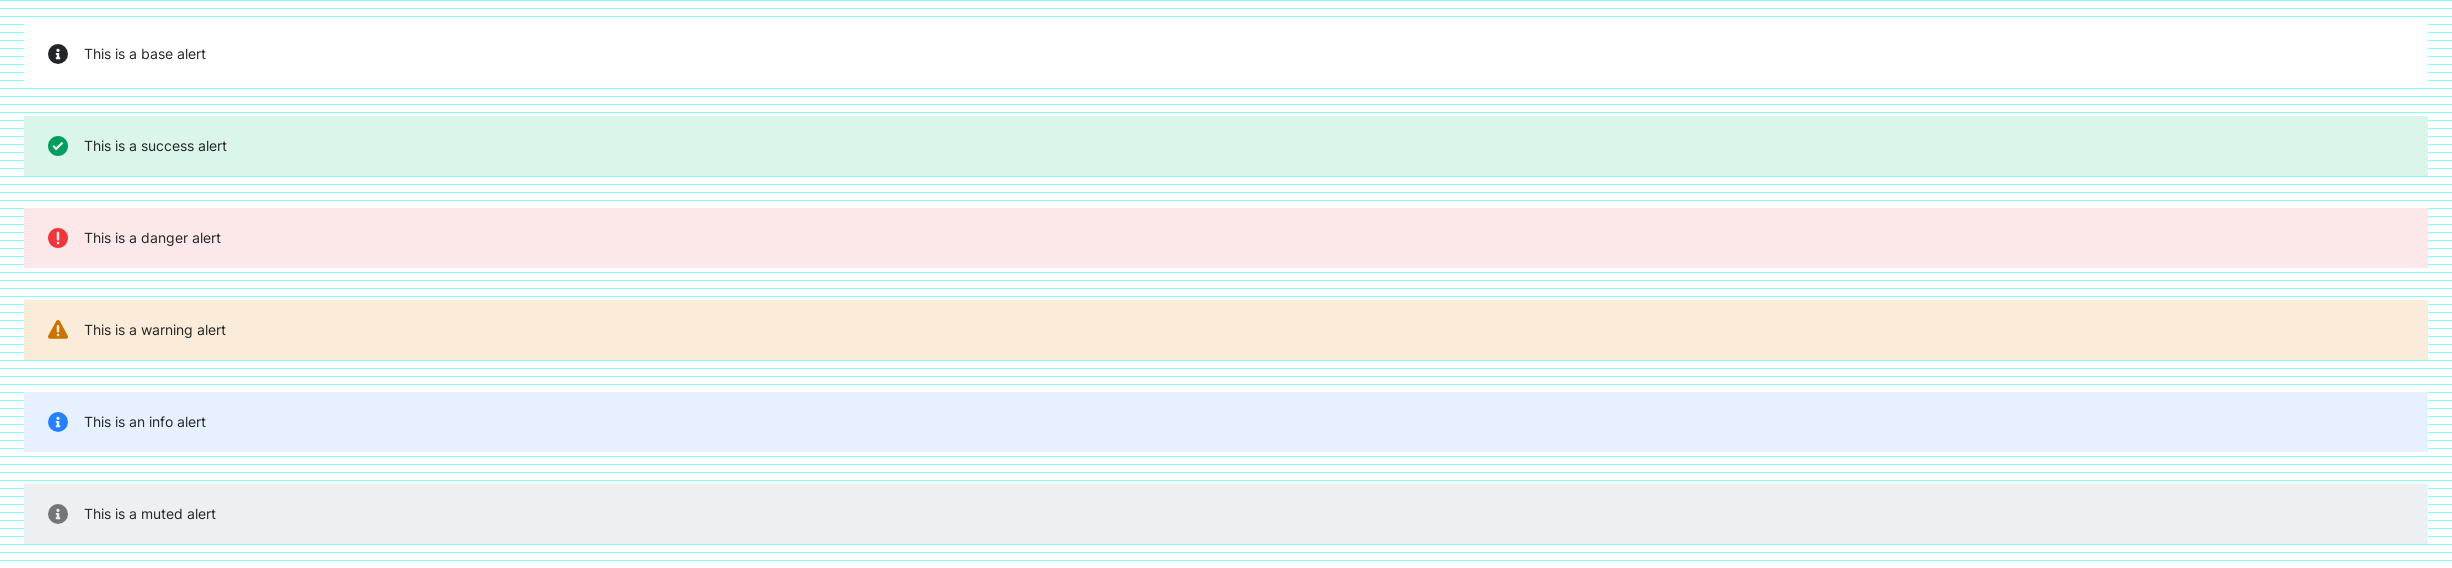 This is a base alert
This is a success alert
This is a danger alert
This is a warning alert
This is an info alert
This is a muted alert